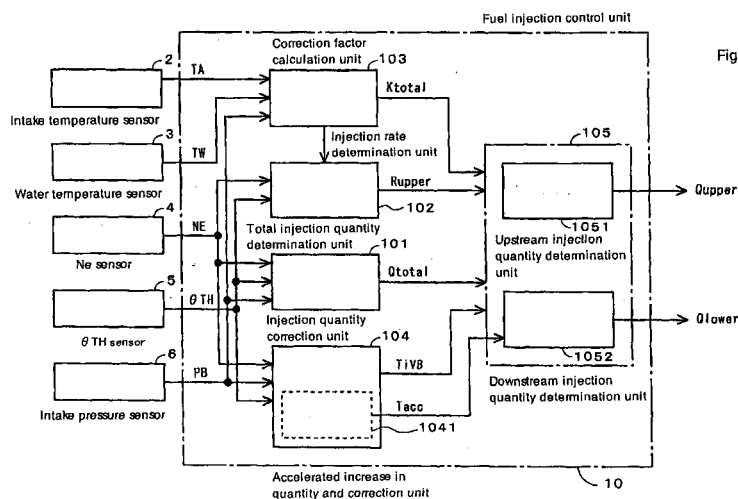 Fuel injection control unit
Fig
Correction factor
calculation unit
103
2
TA
Ktotal
Intake temperature sensor
3
TW
Injection rate
determination unit
105
Water temperature sensor
Rupper
102
Qupper
1051
4
NE
Total injection quantity
determination unit
Upstream injection
quantity determination
unit
Ne sensor
101
5
θTH
Qtotal
θTH sensor
Injection quantity
correction unit
104
Qlower
6
TiVB
1052
PB
Downstream injection
quantity determination unit
Intake pressure sensor
Tacc
1041
Accelerated increase in
quantity and correction unit
10